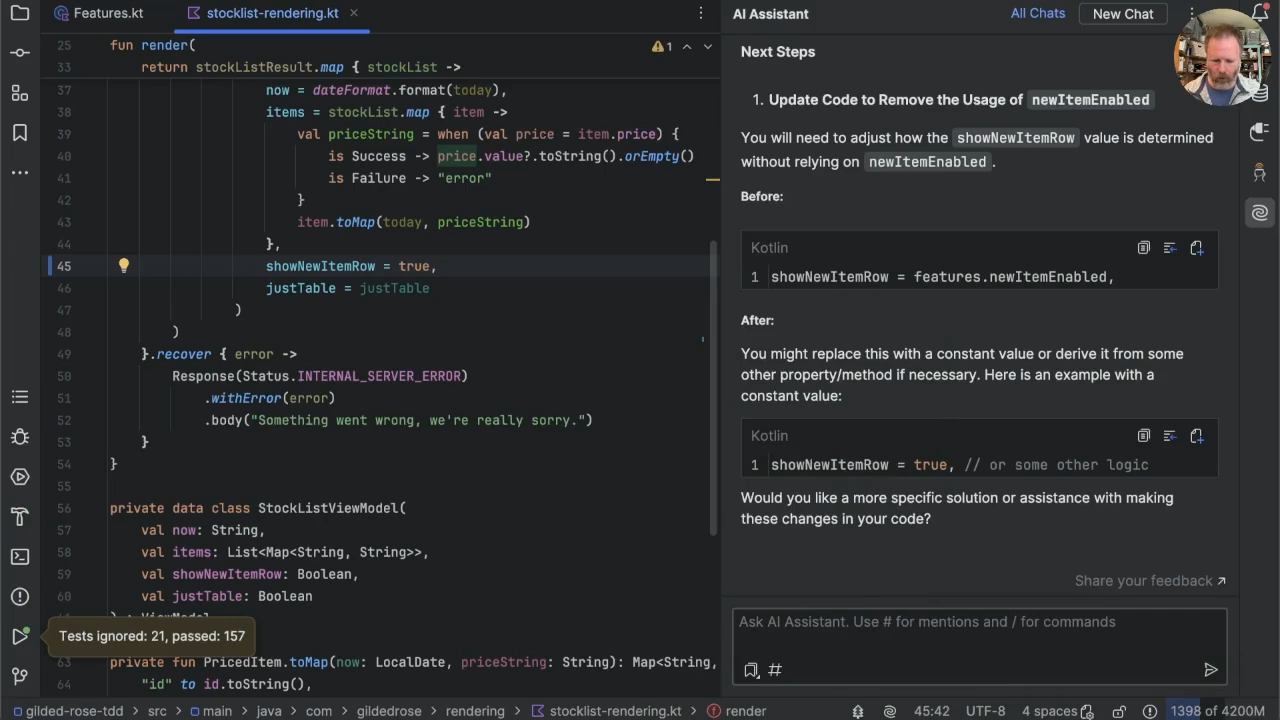 Features.kt
stocklist-rendering.kt
25 fun render(
1
33 return stockListResult.map { stockList ->
37 now = dateFormat.format(today),
38 items = stockList.map { item ->
39 val priceString = when (val price = item.price) {
40 is Success -> price.value?.toString().orEmpty()
41 is Failure -> "error"
42 }
43 item.toMap(today, priceString)
44 },
45 showNewItemRow = true,
46 justTable = justTable
47 )
48 )
49 }.recover { error ->
50 Response(Status.INTERNAL_SERVER_ERROR)
51 .withError(error)
52 .body("Something went wrong, we're really sorry.")
53 }
54 }
55
56 private data class StockListViewModel(
57 val now: String,
58 val items: List<Map<String, String>>,
59 val showNewItemRow: Boolean,
60 val justTable: Boolean
) : ViewModel
Tests ignored: 21, passed: 157
63 private fun PricedItem.toMap(now: LocalDate, priceString: String): Map<String,
64 "id" to id.toString(),
AI Assistant
All Chats
New Chat
Next Steps
1. Update Code to Remove the Usage of newItemEnabled
You will need to adjust how the showNewItemRow value is determined
without relying on newItemEnabled.
Before:
Kotlin
1 showNewItemRow = features.newItemEnabled,
After:
You might replace this with a constant value or derive it from some
other property/method if necessary. Here is an example with a
constant value:
Kotlin
1 showNewItemRow = true, // or some other logic
Would you like a more specific solution or assistance with making
these changes in your code?
Share your feedback ↗
Ask AI Assistant. Use # for mentions and / for commands
#
gilded-rose-tdd > src > main > java > com > gildedrose > rendering > stocklist-rendering.kt > render
45:42 UTF-8 4 spaces 1398 of 4200M